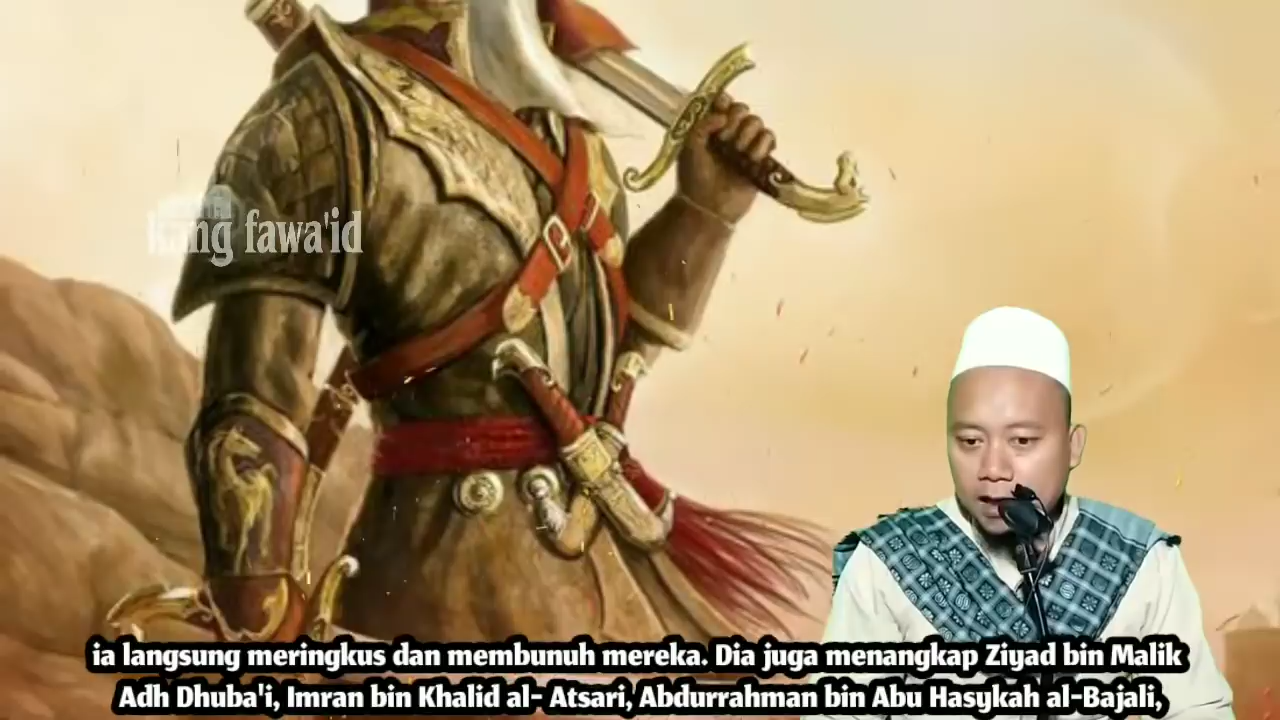 kang fawa'id
ia langsung meringkus dan membunuh mereka. Dia juga menangkap Ziyad bin Malik
Adh Dhuba'i, Imran bin Khalid al- Atsari, Abdurrahman bin Abu Hasykah al-Bajali,